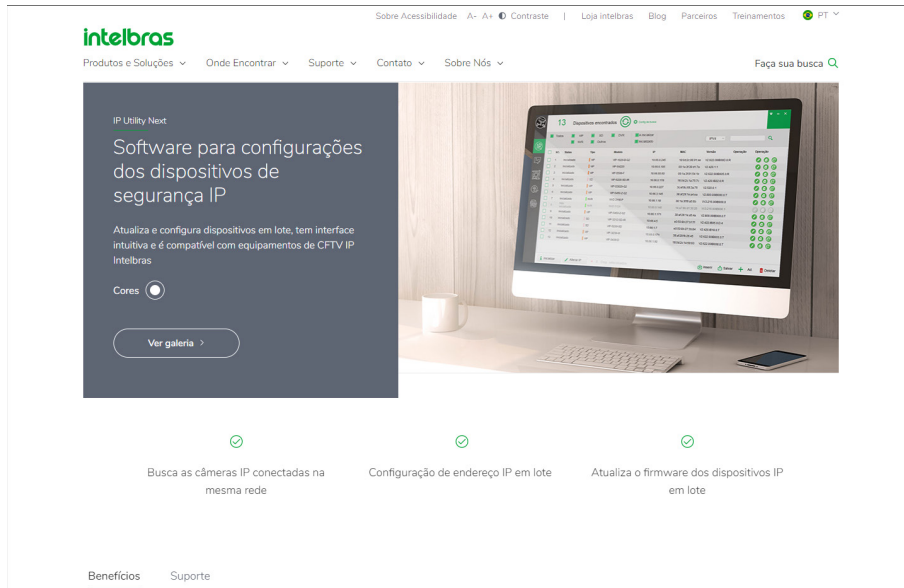 Sobre Acessibilidade A- A+ Contraste | Loja intelbras Blog Parceiros Treinamentos PT
intelbras
Produtos e Soluções Onde Encontrar Suporte Contato Sobre Nós Faça sua busca
IP Utility Next
Software para configurações
dos dispositivos de
segurança IP
Atualiza e configura dispositivos em lote, tem interface
intuitiva e é compatível com equipamentos de CFTV IP
Intelbras
Cores
Ver galeria
13 Dispositivos encontrados
Busca as câmeras IP conectadas na
mesma rede
Configuração de endereço IP em lote
Atualiza o firmware dos dispositivos IP
em lote
Benefícios Suporte